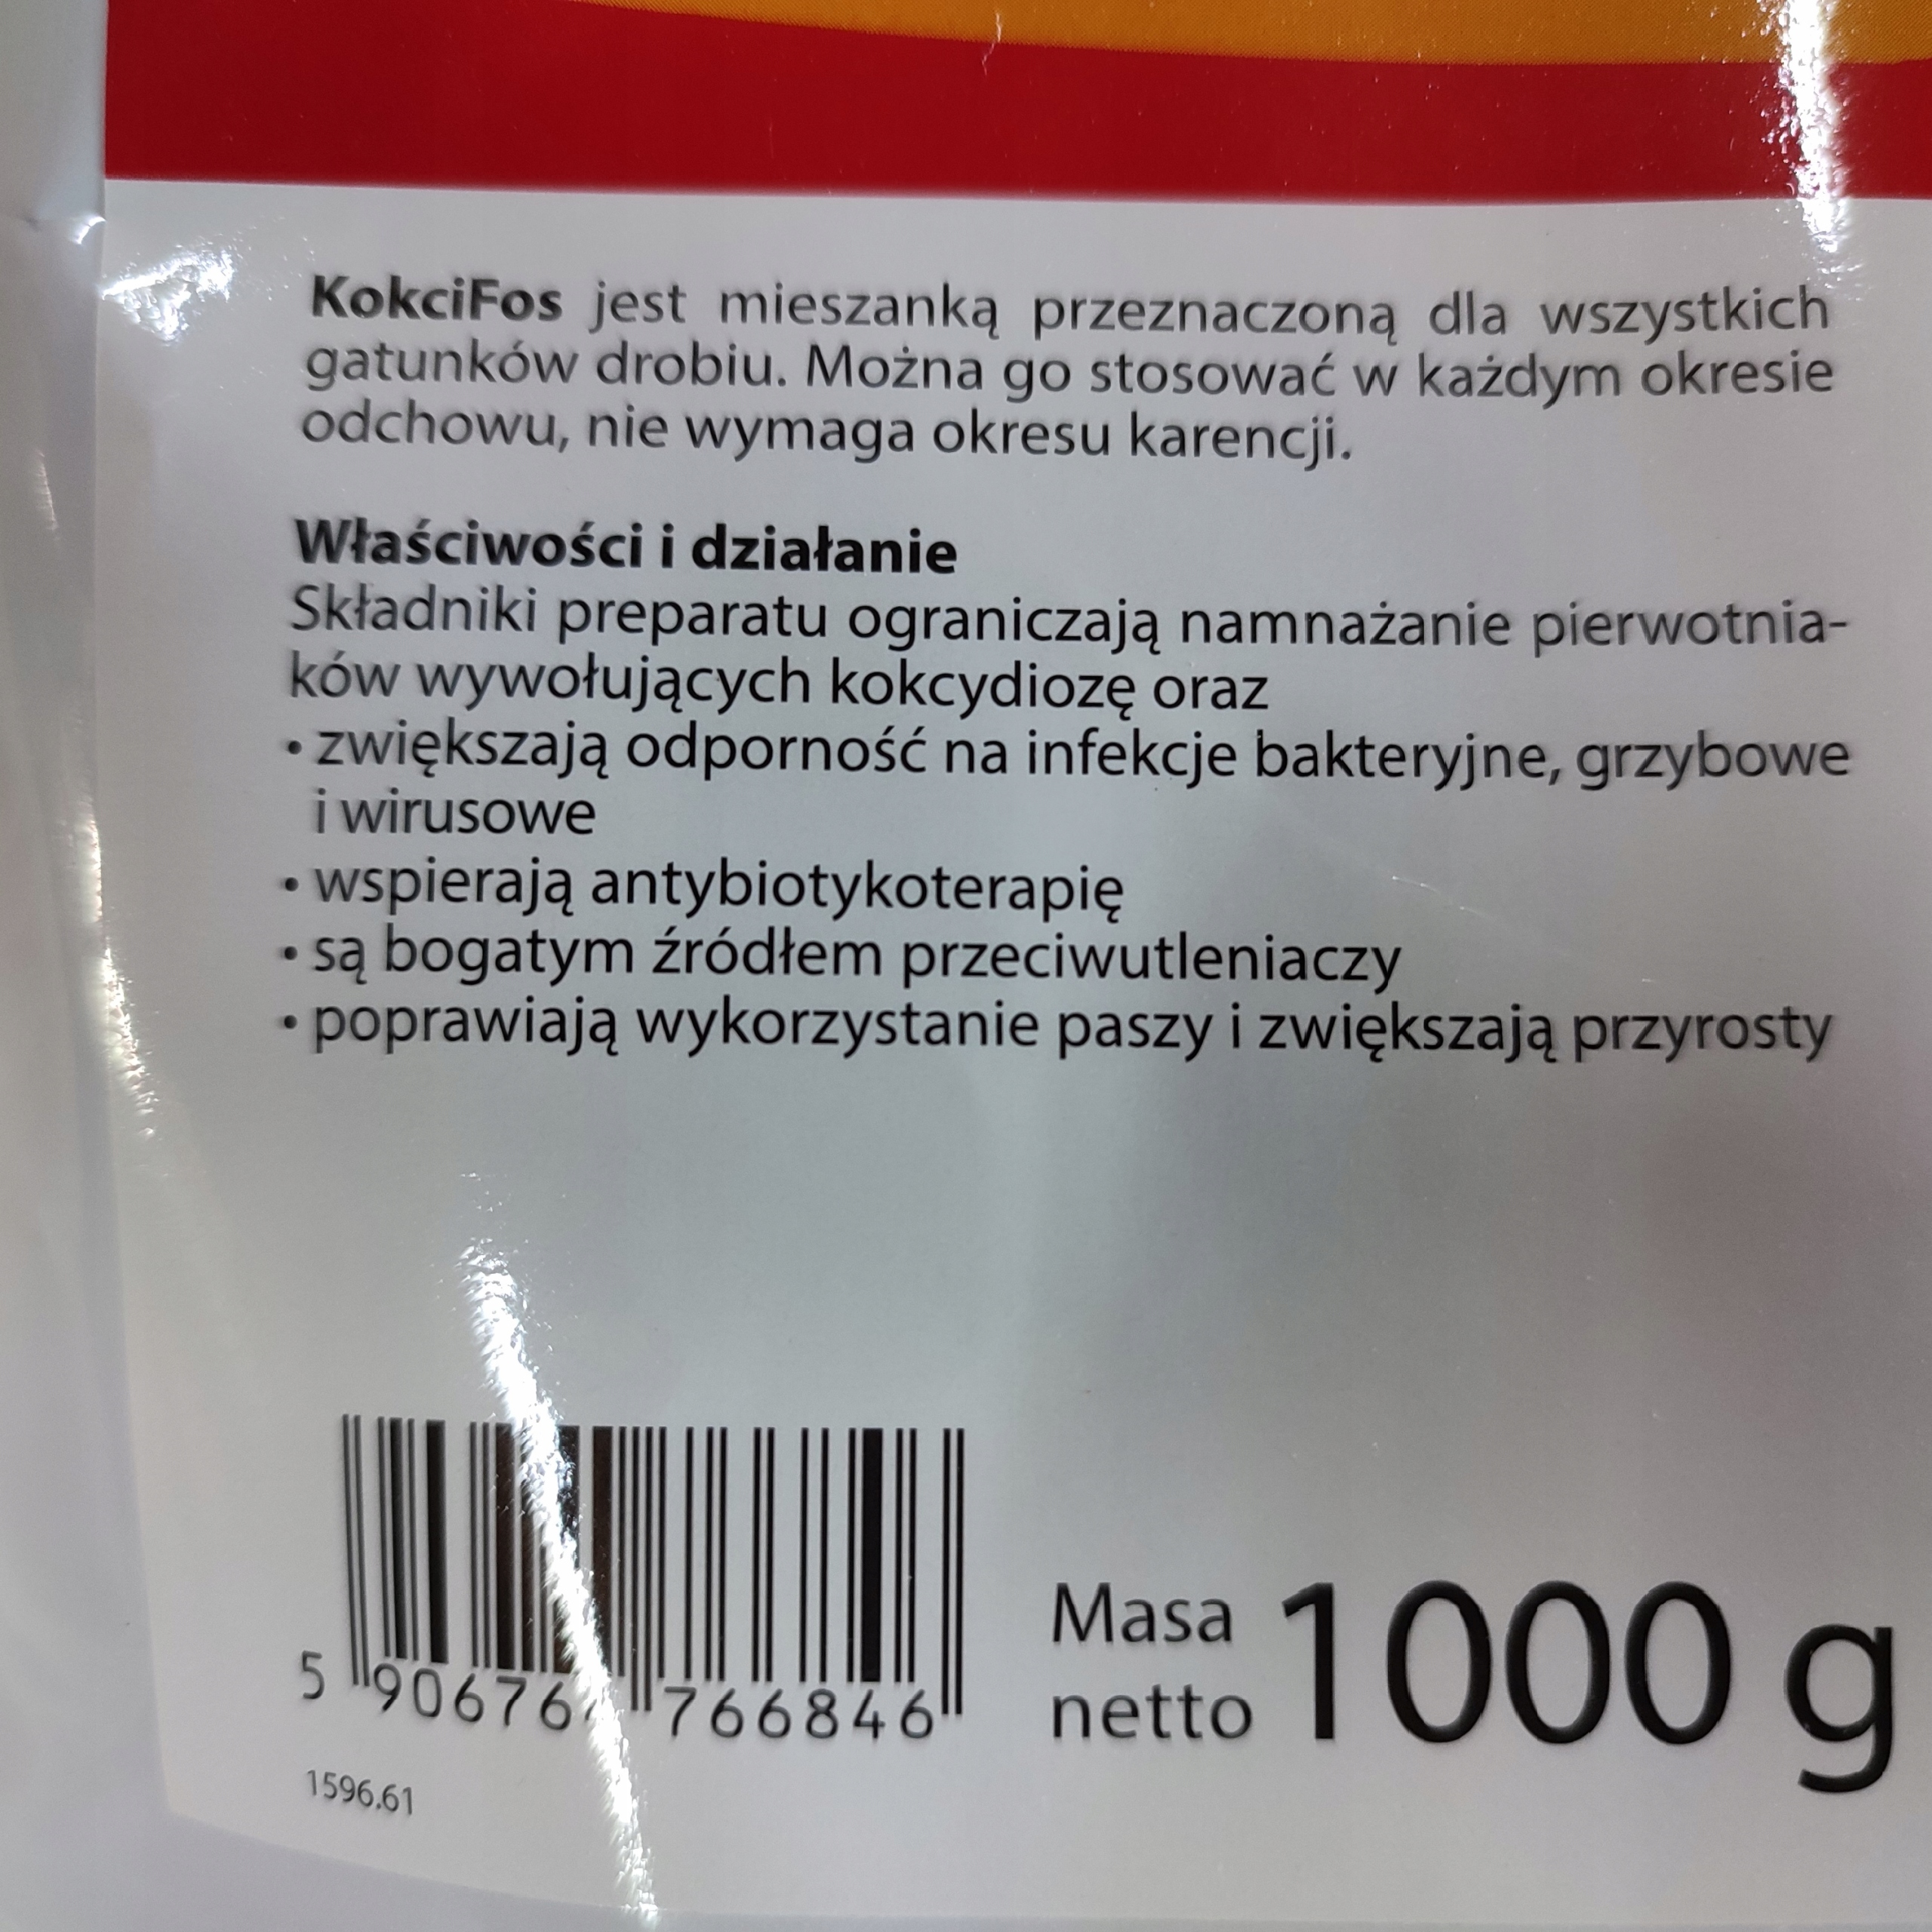 KokciFos jest mieszanką przeznaczoną dla wszystkich
gatunków drobiu. Można go stosować w każdym okresie
odchowu, nie wymaga okresu karencji.
Właściwości i działanie
Składniki preparatu ograniczają namnażanie pierwotnia-
ków wywołujących kokcydiozę oraz
• zwiększają odporność na infekcje bakteryjne, grzybowe
i wirusowe
• wspierają antybiotykoterapię
• są bogatym źródłem przeciwutleniaczy
• poprawiają wykorzystanie paszy i zwiększają przyrosty
Masa
netto 1000 g
5 766846
1596.61